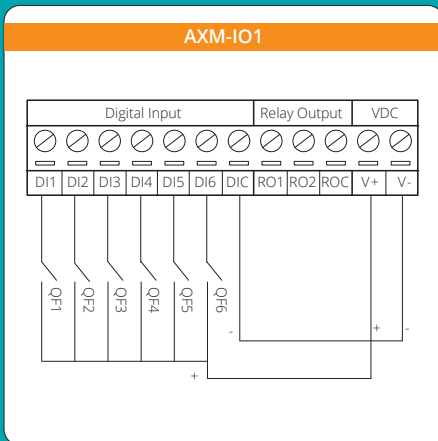 AXM-IO1
Digital Input Relay Output VDC
DI1 DI2 DI3 DI4 DI5 DI6 DIC RO1 RO2 ROC V+ V-
QF1 QF2 QF3 QF4 QF5 QF6
- + -
+